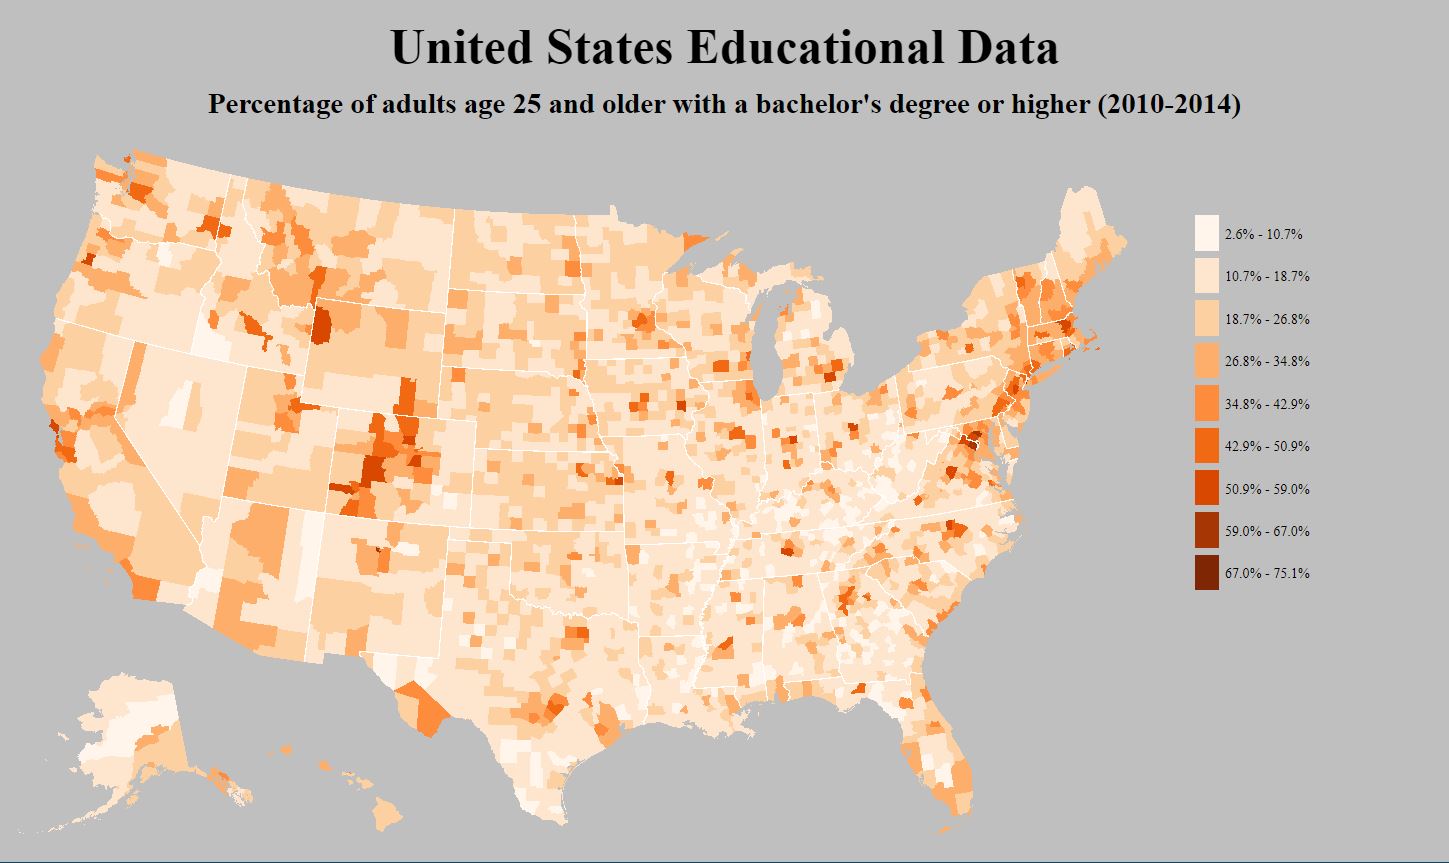 United States Educational Data
Percentage of adults age 25 and older with a bachelor's degree or higher (2010-2014)
2.6% - 10.7%
10.7% - 18.7%
18.7% - 26.8%
26.8% - 34.8%
34.8% - 42.9%
42.9% - 50.9%
50.9% - 59.0%
59.0% - 67.0%
67.0% - 75.1%